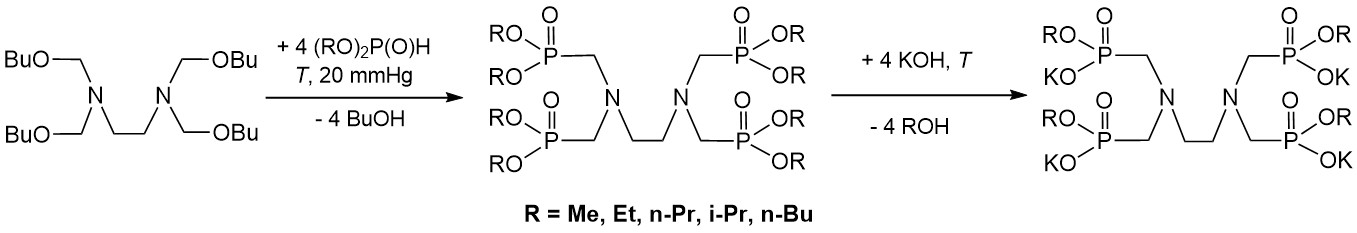 BuO OBu
N N
BuO OBu
+ 4 (RO)₂P(O)H
T, 20 mmHg
- 4 BuOH
O O
RO P P OR
RO OR
N N
O O
RO P P OR
RO OR
+ 4 KOH, T
- 4 ROH
O O
RO P P OR
KO OK
N N
O O
RO P P OR
KO OK
R = Me, Et, n-Pr, i-Pr, n-Bu